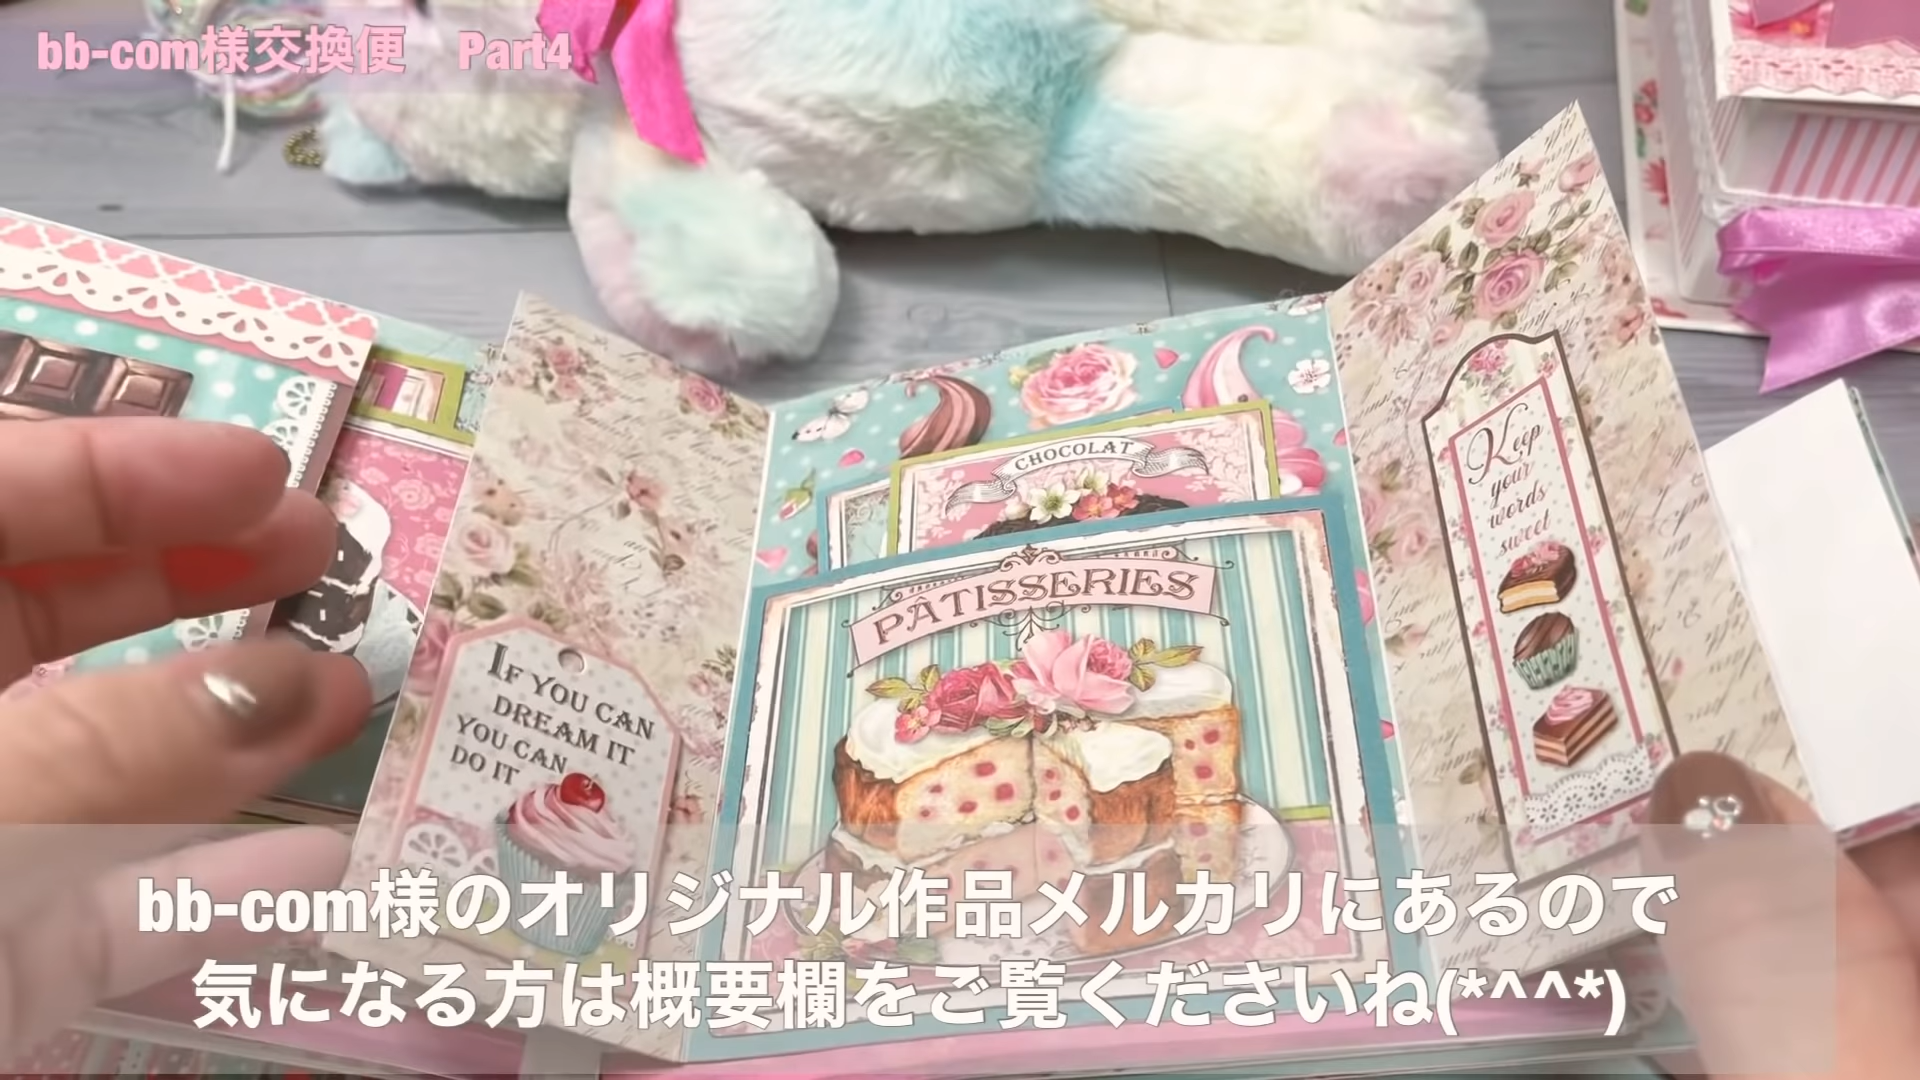 bb-com様交換便　Part4
CHOCOLAT
PÂTISSERIES
Keep
your
words
sweet
IF YOU CAN
DREAM IT
YOU CAN
DO IT
bb-com様のオリジナル作品メルカリにあるので
気になる方は概要欄をご覧くださいね(*^^*)